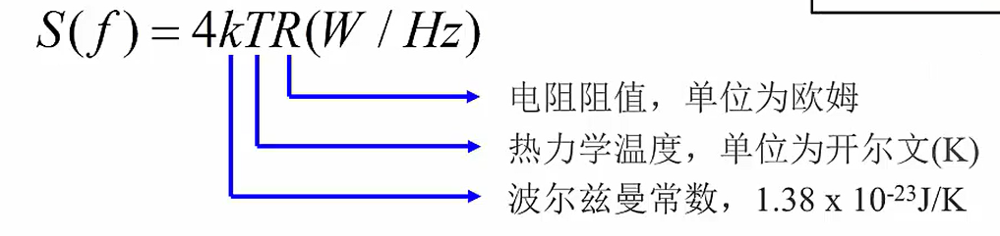 S(f) = 4kTR(W / Hz)
电阻阻值，单位为欧姆
热力学温度，单位为开尔文(K)
波尔兹曼常数，1.38 x 10⁻²³J/K